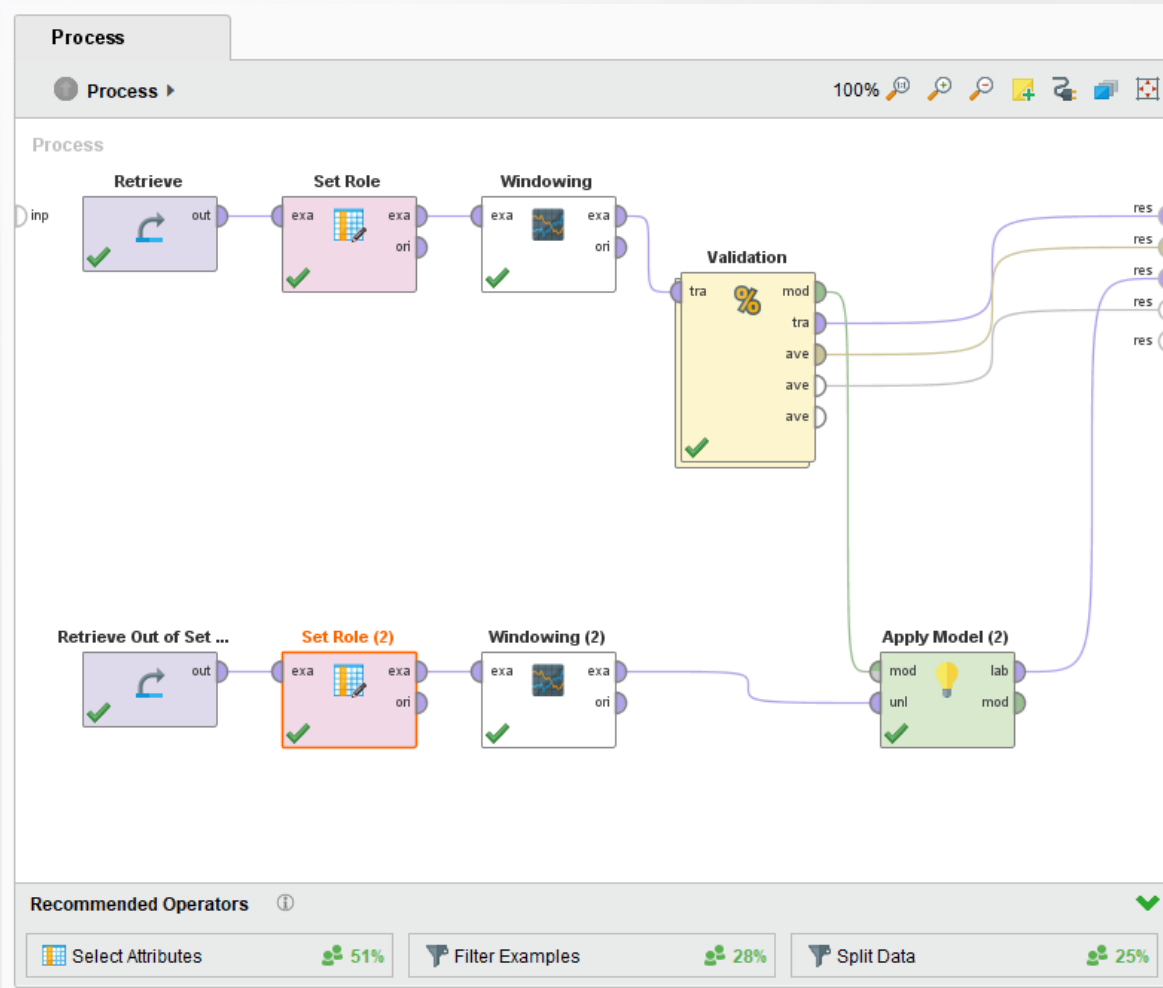 Process
Process
100%
Process
Retrieve
Set Role
Windowing
inp
out
exa
exa
ori
exa
exa
ori
Validation
tra
mod
tra
ave
ave
ave
res
res
res
res
res
Retrieve Out of Set ...
Set Role (2)
Windowing (2)
Apply Model (2)
out
exa
exa
ori
exa
exa
ori
mod
lab
unl
mod
Recommended Operators
Select Attributes 51%
Filter Examples 28%
Split Data 25%